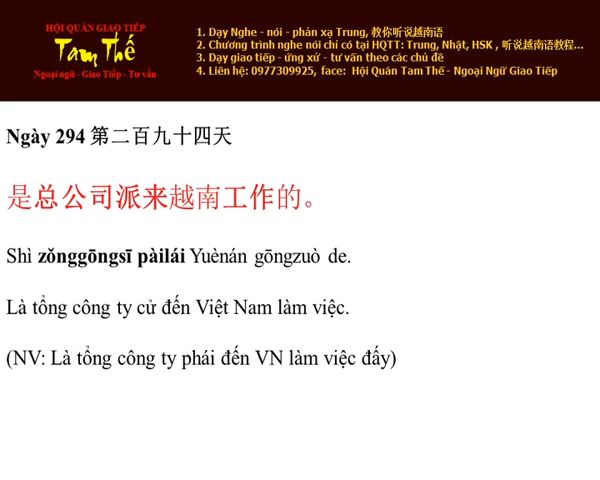 HỘI QUÁN GIAO TIẾP
Tam Thế
Ngoại ngữ - Giao Tiếp - Tư vấn
1. Dạy Nghe - nói - phản xạ Trung, 教你听说越南语
2. Chương trình nghe nói chỉ có tại HQTT: Trung, Nhật, HSK , 听说越南语教程...
3. Dạy giao tiếp - ứng xử - tư vấn theo các chủ đề
4. Liên hệ: 0977309925, face: Hội Quán Tam Thế - Ngoại Ngữ Giao Tiếp
Ngày 294 第二百九十四天
是总公司派来越南工作的。
Shì zǒnggōngsī pàilái Yuènán gōngzuò de.
Là tổng công ty cử đến Việt Nam làm việc.
(NV: Là tổng công ty phái đến VN làm việc đấy)